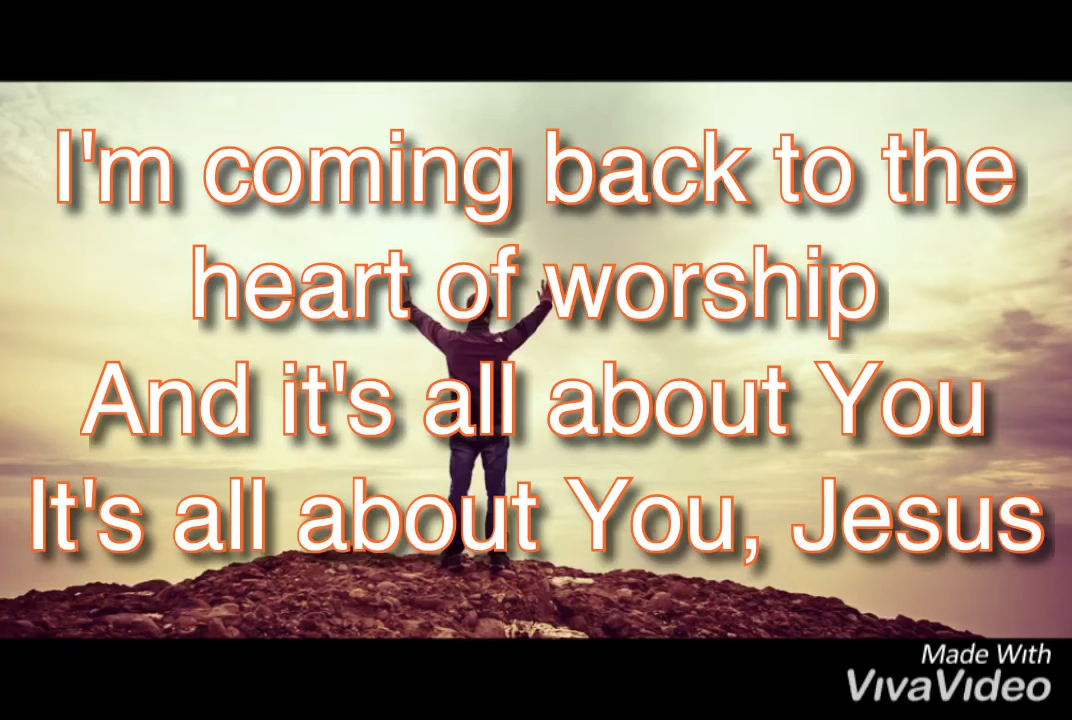 I'm coming back to the
heart of worship
And it's all about You
It's all about You, Jesus
Made With
VivaVideo